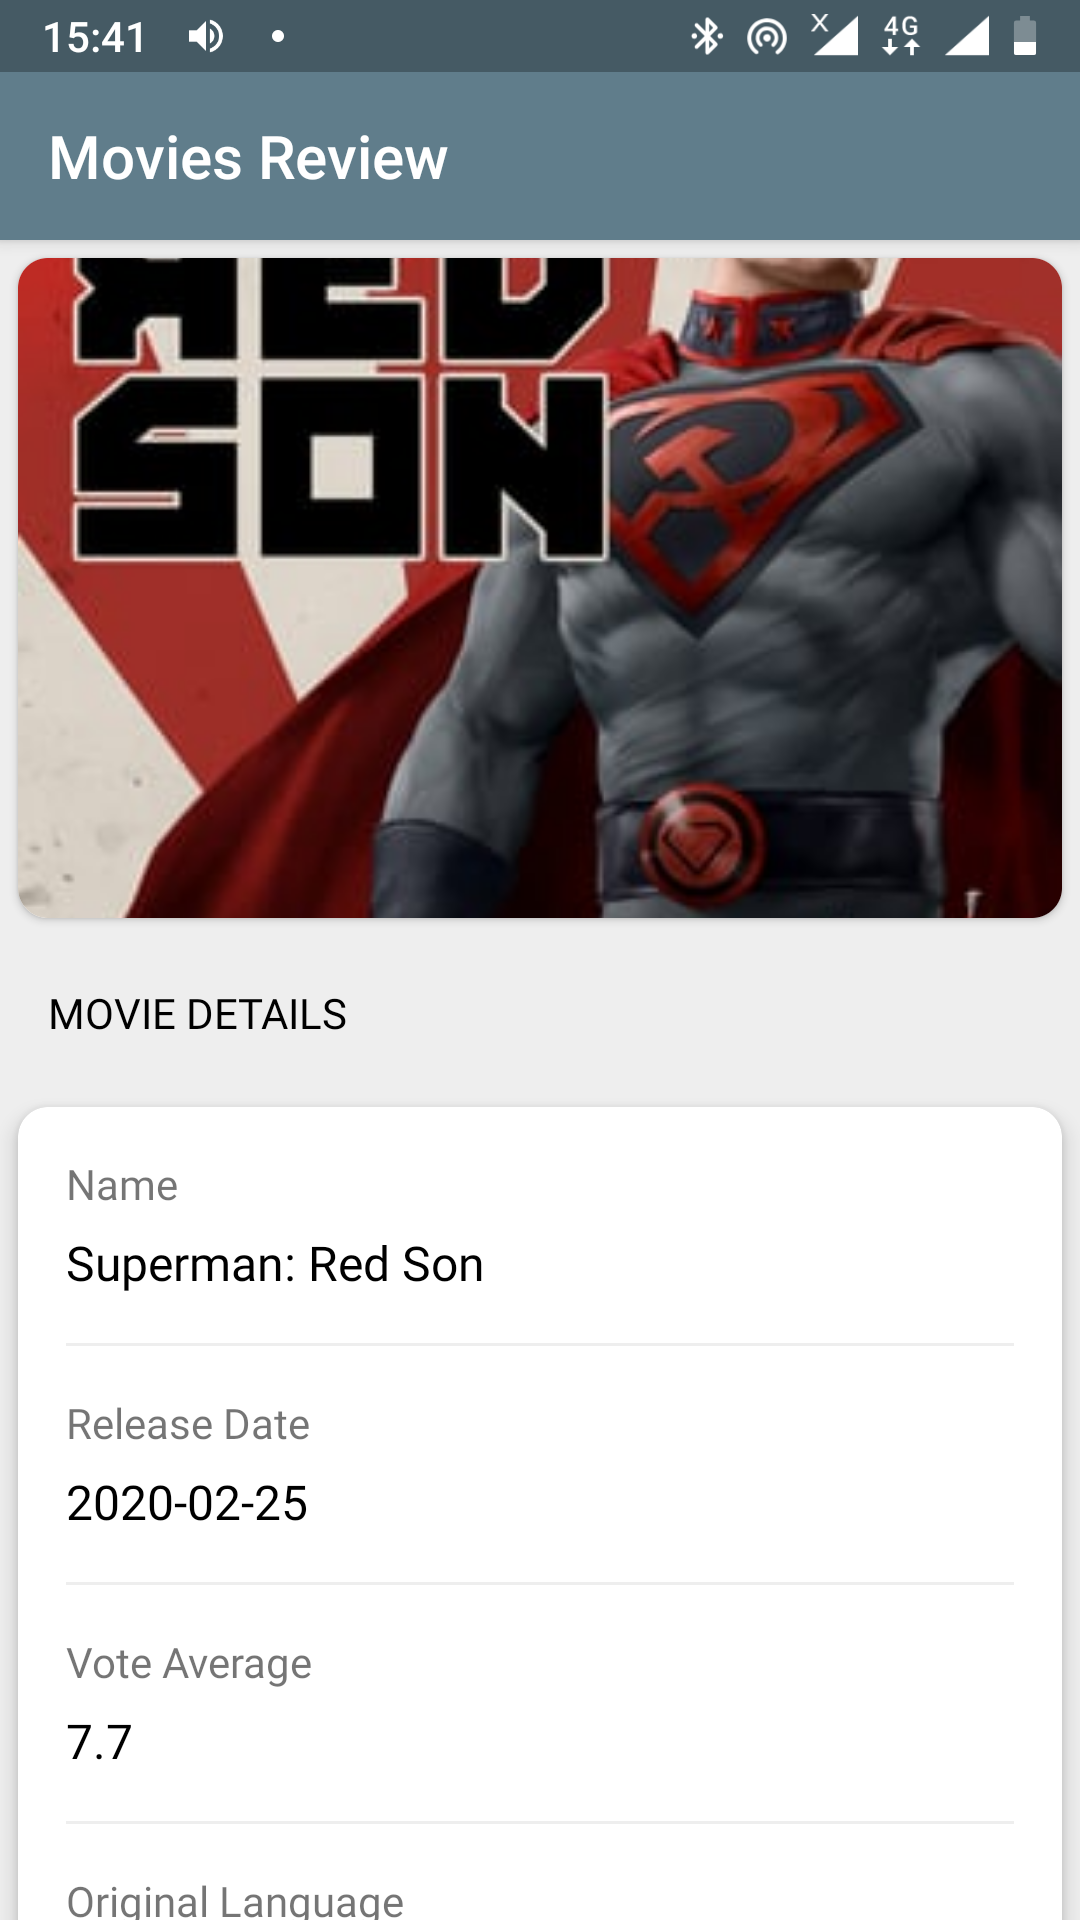 15:41
X 4G
Movies Review
RED
SON
MOVIE DETAILS
Name
Superman: Red Son
Release Date
2020-02-25
Vote Average
7.7
Original Language